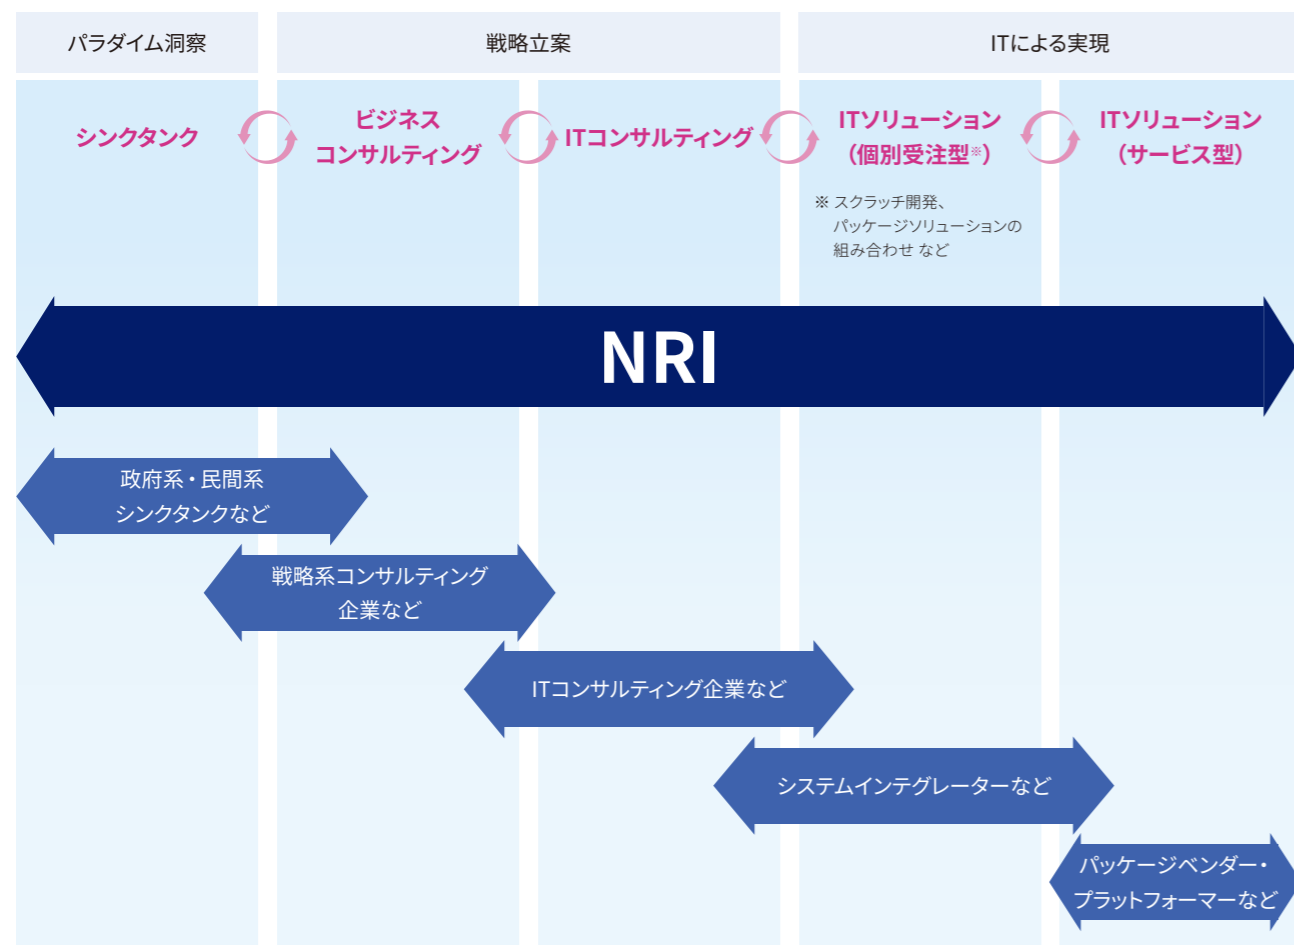 パラダイム洞察
戦略立案
ITによる実現
シンクタンク
ビジネス
コンサルティング
ITコンサルティング
ITソリューション
（個別受注型※）
ITソリューション
（サービス型）
※ スクラッチ開発、
パッケージソリューションの
組み合わせ など
NRI
政府系・民間系
シンクタンクなど
戦略系コンサルティング
企業など
ITコンサルティング企業など
システムインテグレーターなど
パッケージベンダー・
プラットフォーマーなど